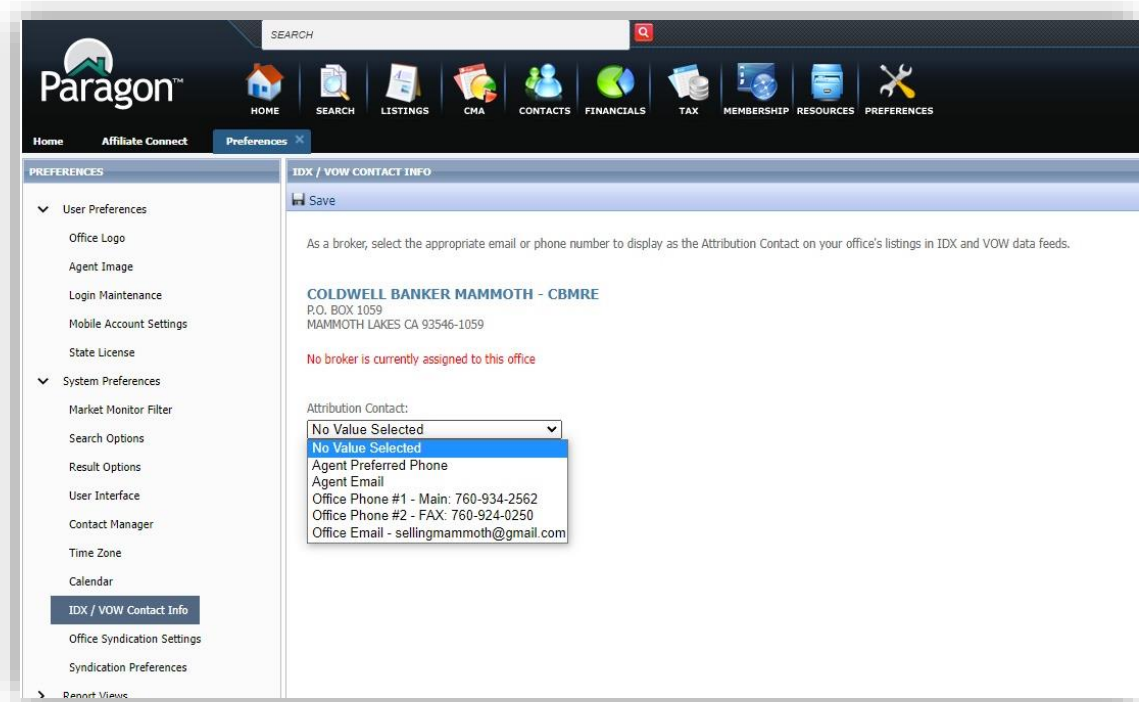 SEARCH
Paragon™
HOME
SEARCH
LISTINGS
CMA
CONTACTS
FINANCIALS
TAX
MEMBERSHIP
RESOURCES
PREFERENCES
Home
Affiliate Connect
Preferences
PREFERENCES
User Preferences
Office Logo
Agent Image
Login Maintenance
Mobile Account Settings
State License
System Preferences
Market Monitor Filter
Search Options
Result Options
User Interface
Contact Manager
Time Zone
Calendar
IDX / VOW Contact Info
Office Syndication Settings
Syndication Preferences
Report Views
IDX / VOW CONTACT INFO
Save
As a broker, select the appropriate email or phone number to display as the Attribution Contact on your office's listings in IDX and VOW data feeds.
COLDWELL BANKER MAMMOTH - CBMRE
P.O. BOX 1059
MAMMOTH LAKES CA 93546-1059
No broker is currently assigned to this office
Attribution Contact:
No Value Selected
No Value Selected
Agent Preferred Phone
Agent Email
Office Phone #1 - Main: 760-934-2562
Office Phone #2 - FAX: 760-924-0250
Office Email - sellingmammoth@gmail.com